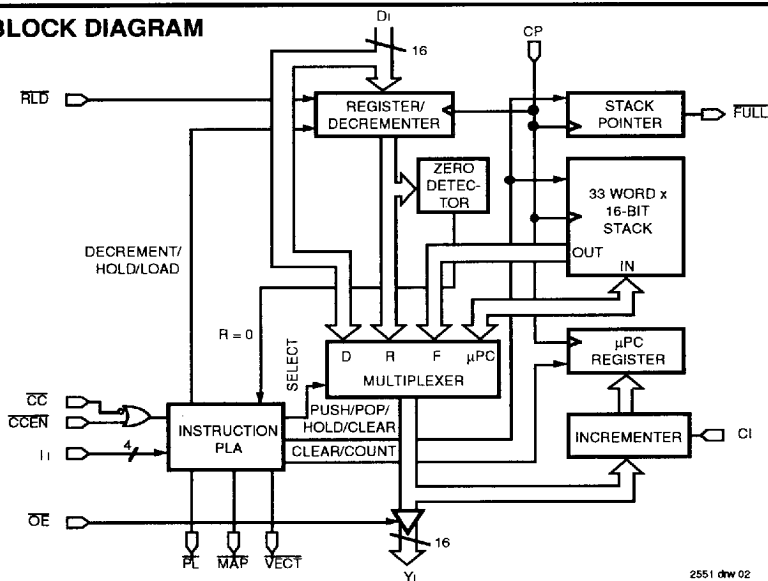 BLOCK DIAGRAM
DI
16
CP
RLD
REGISTER/
DECREMENTER
STACK
POINTER
FULL
ZERO
DETEC-
TOR
33 WORD x
16-BIT
STACK
OUT
IN
DECREMENT/
HOLD/LOAD
R = 0
SELECT
D R F μPC
MULTIPLEXER
μPC
REGISTER
CC
CCEN
II
4
INSTRUCTION
PLA
PUSH/POP/
HOLD/CLEAR
CLEAR/COUNT
INCREMENTER
CI
OE
16
PL MAP VECT
YI
2551 drw 02